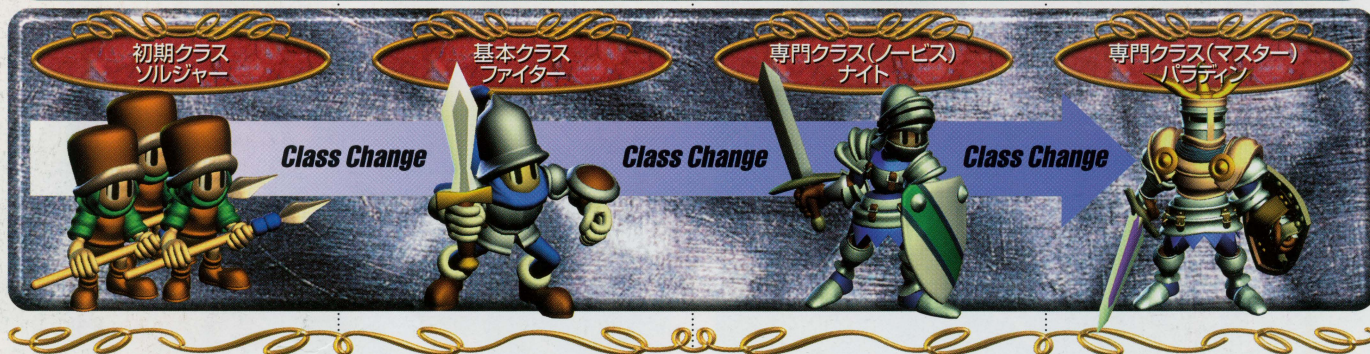 初期クラス
ソルジャー
基本クラス
ファイター
専門クラス(ノービス)
ナイト
専門クラス(マスター)
パラディン
Class Change
Class Change
Class Change